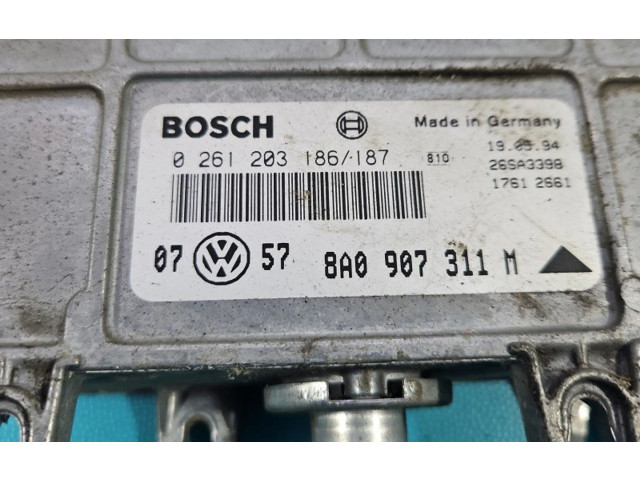 BOSCH
Made in Germany
0 261 203 186/187
810
19.05.94
26SA3398
1761 2661
07 VW 57 8A0 907 311 M